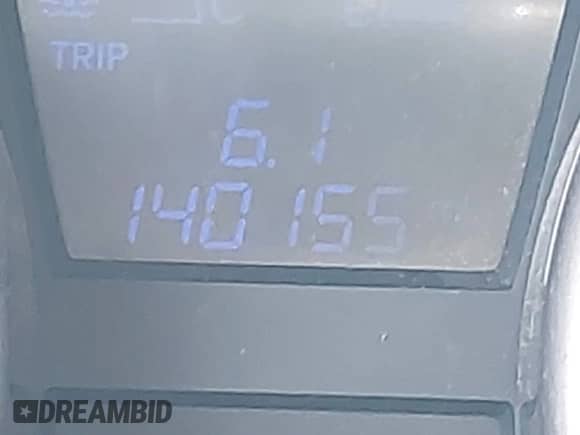 TRIP
6.1
140155
DREAMBID